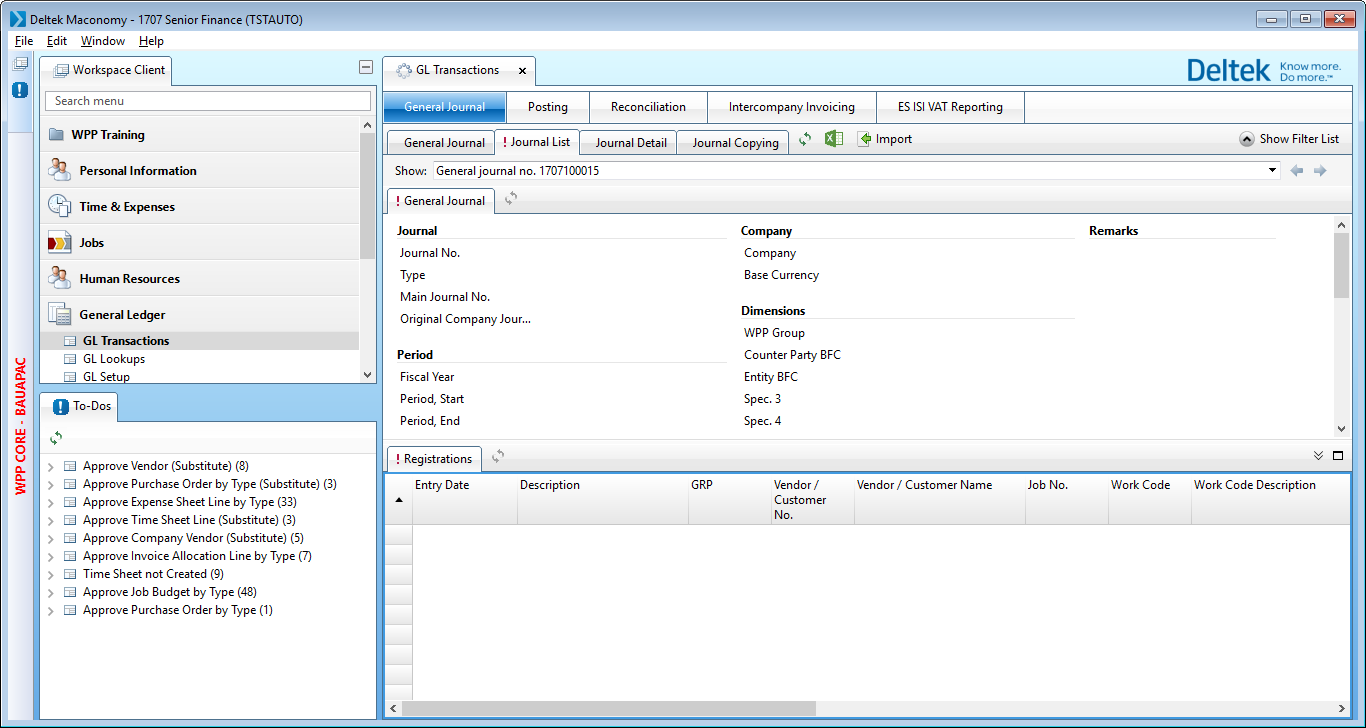 Deltek Maconomy - 1707 Senior Finance (TSTAUTO)
File Edit Window Help
WPP CORE - BAUAPAC
Workspace Client
Search menu
WPP Training
Personal Information
Time & Expenses
Jobs
Human Resources
General Ledger
GL Transactions
GL Lookups
GL Setup
To-Dos
Approve Vendor (Substitute) (8)
Approve Purchase Order by Type (Substitute) (3)
Approve Expense Sheet Line by Type (33)
Approve Time Sheet Line (Substitute) (3)
Approve Company Vendor (Substitute) (5)
Approve Invoice Allocation Line by Type (7)
Time Sheet not Created (9)
Approve Job Budget by Type (48)
Approve Purchase Order by Type (1)
GL Transactions
Deltek Know more.
Do more.™
General Journal Posting Reconciliation Intercompany Invoicing ES ISI VAT Reporting
General Journal ! Journal List Journal Detail Journal Copying Import Show Filter List
Show: General journal no. 1707100015
! General Journal
Journal Company Remarks
Journal No. Company
Type Base Currency
Main Journal No.
Original Company Jour... Dimensions
WPP Group
Period Counter Party BFC
Fiscal Year Entity BFC
Period, Start Spec. 3
Period, End Spec. 4
! Registrations
Entry Date Description GRP Vendor / Customer No. Vendor / Customer Name Job No. Work Code Work Code Description